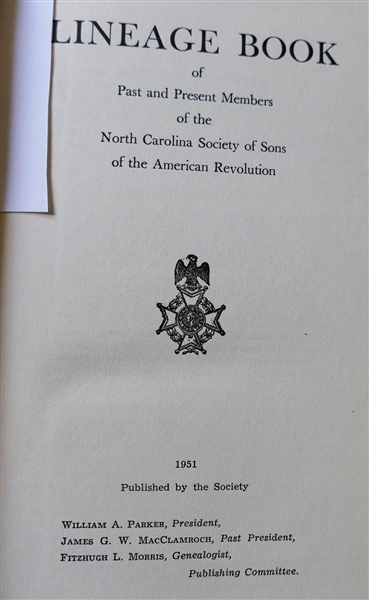 LINEAGE BOOK
of
Past and Present Members
of the
North Carolina Society of Sons
of the American Revolution
1951
Published by the Society
WILLIAM A. PARKER, President,
JAMES G. W. MACCLAMROCH, Past President,
FITZHUGH L. MORRIS, Genealogist,
Publishing Committee.